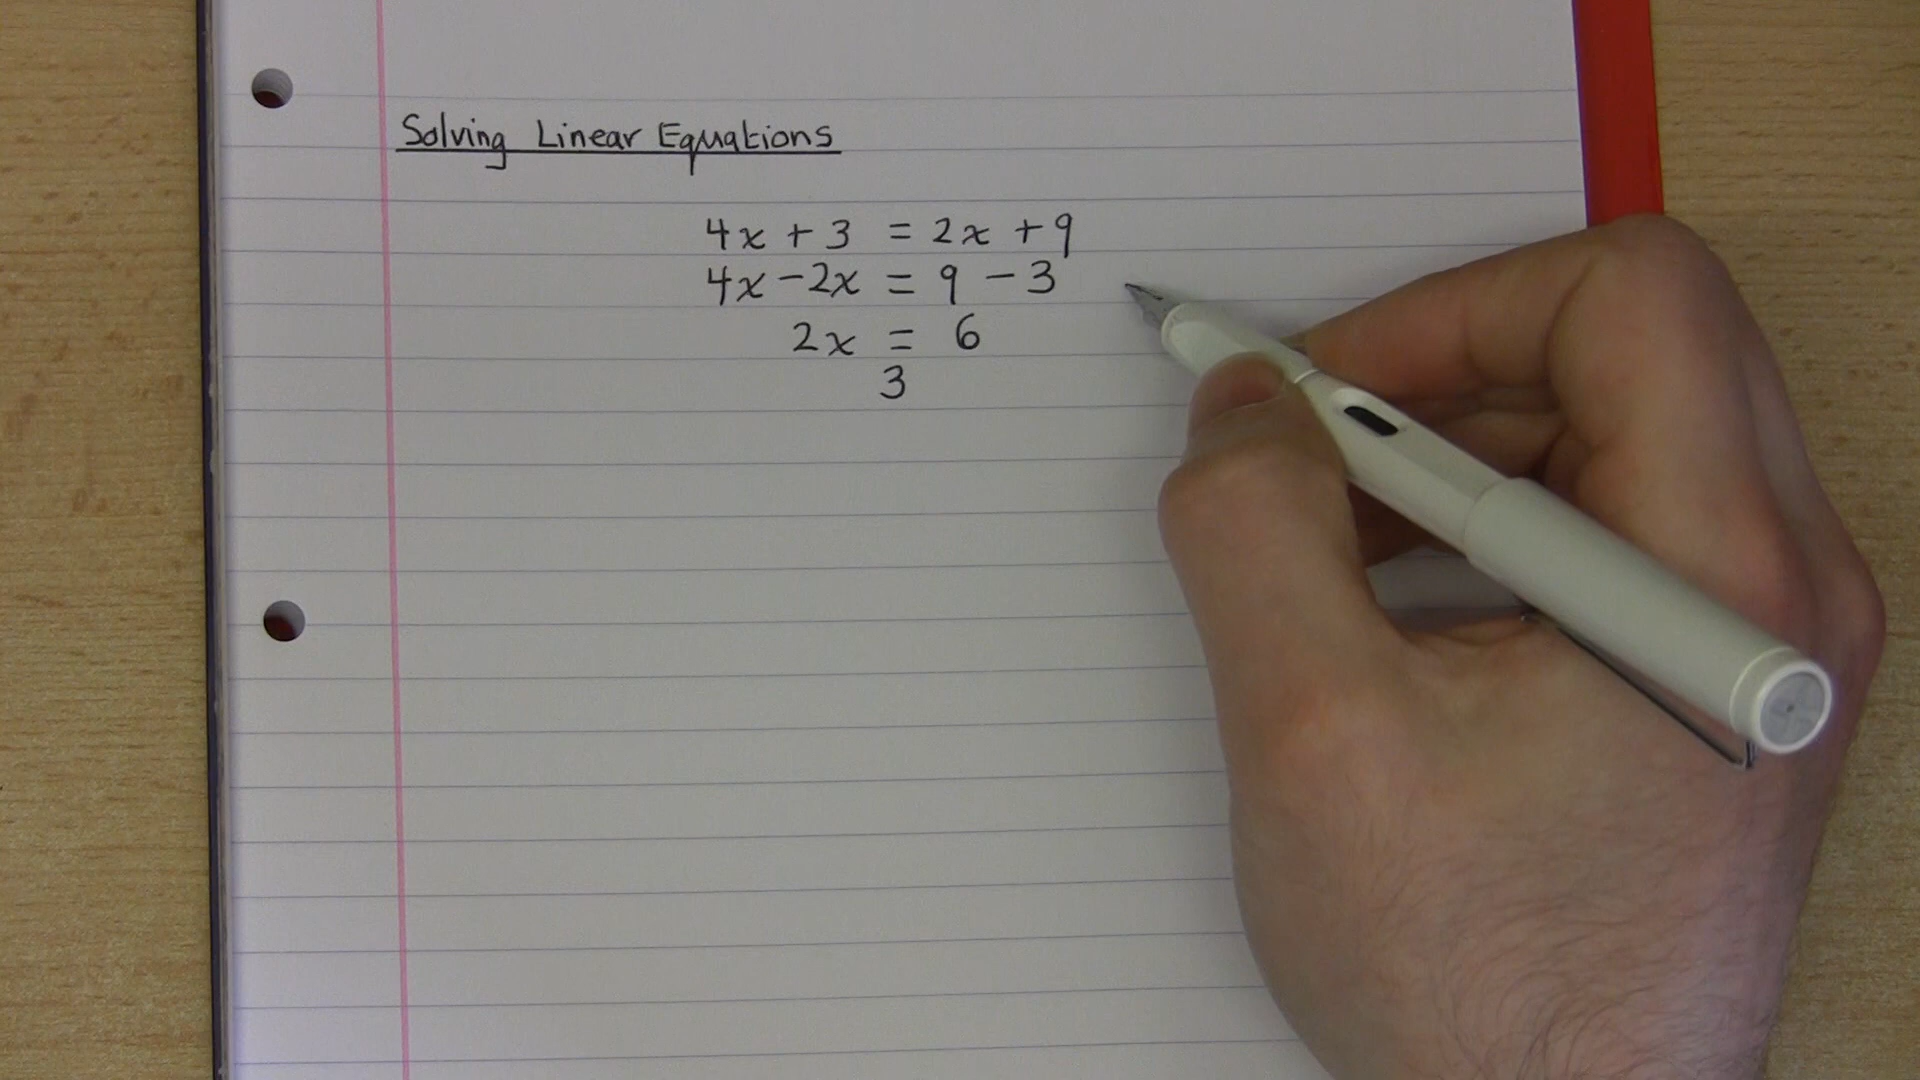 Solving Linear Equations
4x + 3 = 2x + 9
4x - 2x = 9 - 3
2x = 6
3